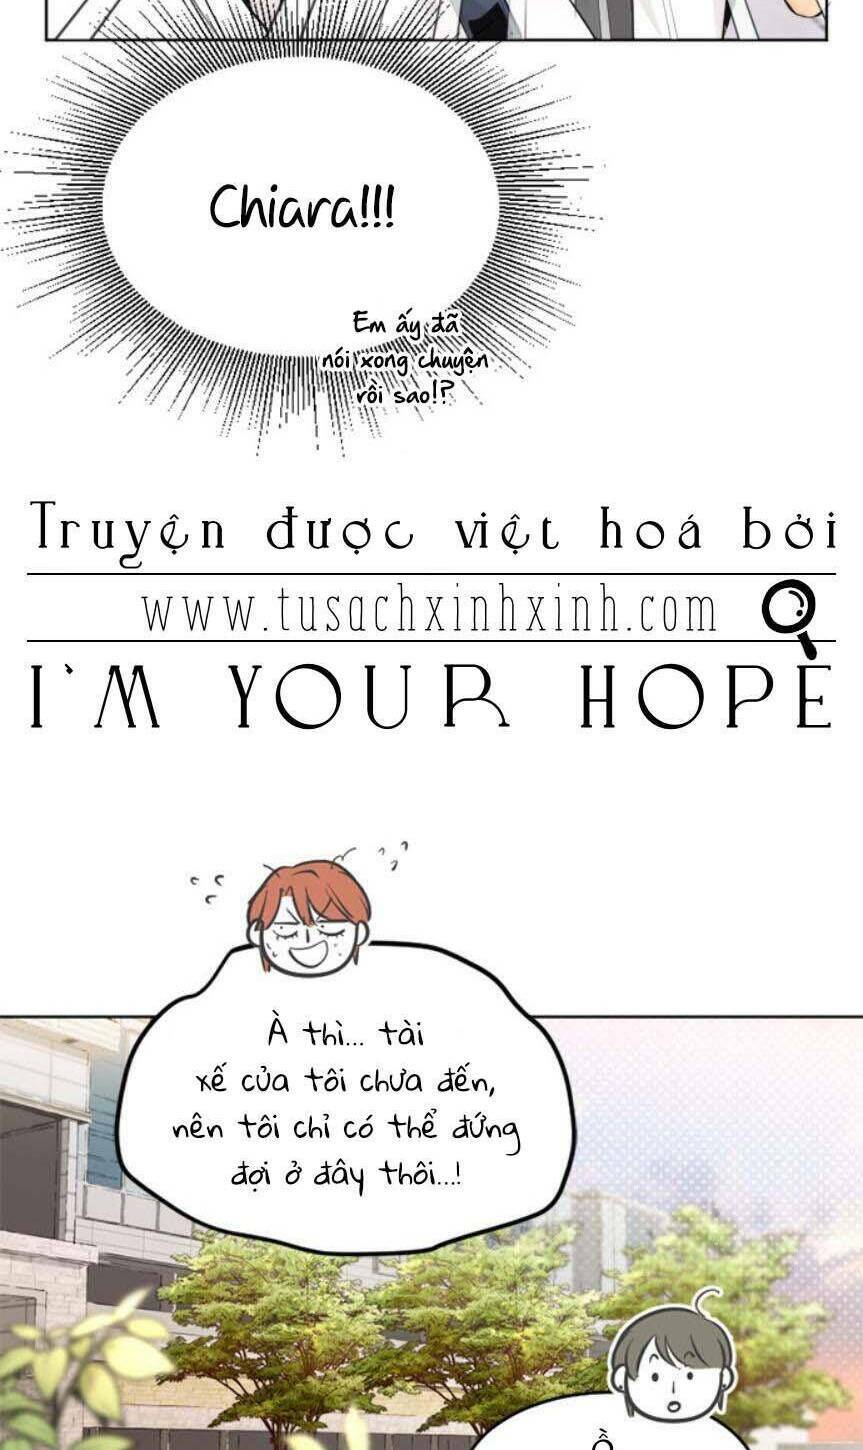 Chiara!!!
Em ấy đã
nói xong chuyện
rồi sao!?
Truyện được việt hoá bởi
www.tusachxinhxinh.com
I'M YOUR HOPE
À thì... tài
xế của tôi chưa đến,
nên tôi chỉ có thể đứng
đợi ở đây thôi...!
Ồ